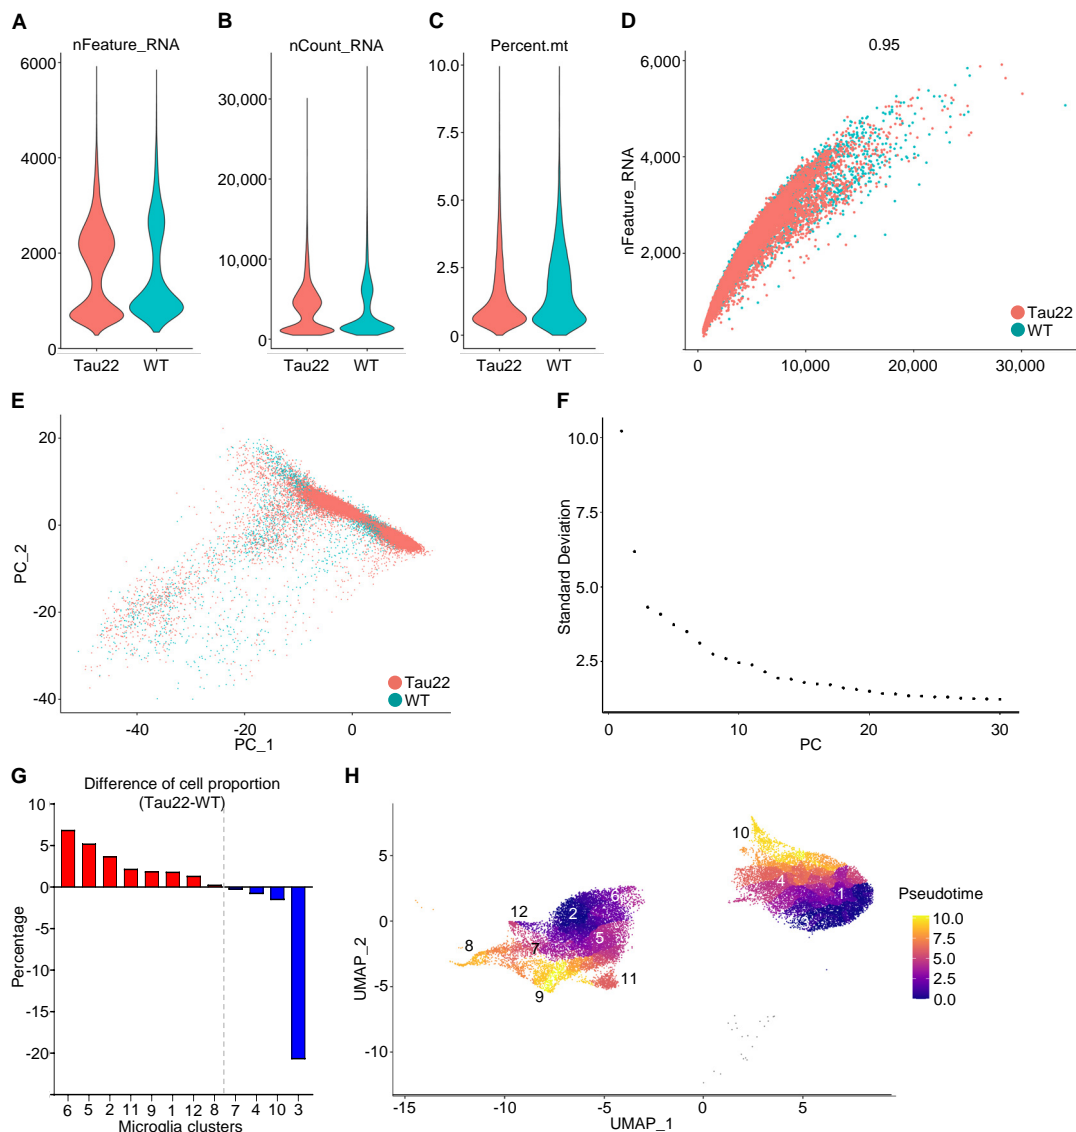 A
nFeature_RNA
6000
4000
2000
0
Tau22 WT
B
nCount_RNA
30,000
20,000
10,000
0
Tau22 WT
C
Percent.mt
10.0
7.5
5.0
2.5
0
Tau22 WT
D
0.95
nFeature_RNA
6,000
4,000
2,000
Tau22
WT
0 10,000 20,000 30,000
E
PC_2
20
0
-20
-40
Tau22
WT
-40 -20 0
PC_1
F
Standard Deviation
10.0
7.5
5.0
2.5
0 10 20 30
PC
G
Difference of cell proportion
(Tau22-WT)
Percentage
10
5
0
-5
-10
-15
-20
6 5 2 11 9 1 12 8 7 4 10 3
Microglia clusters
H
UMAP_2
5
0
-5
-10
10
4
1
3
6
12
2
5
7
8
11
9
Pseudotime
10.0
7.5
5.0
2.5
0.0
-15 -10 -5 0 5
UMAP_1